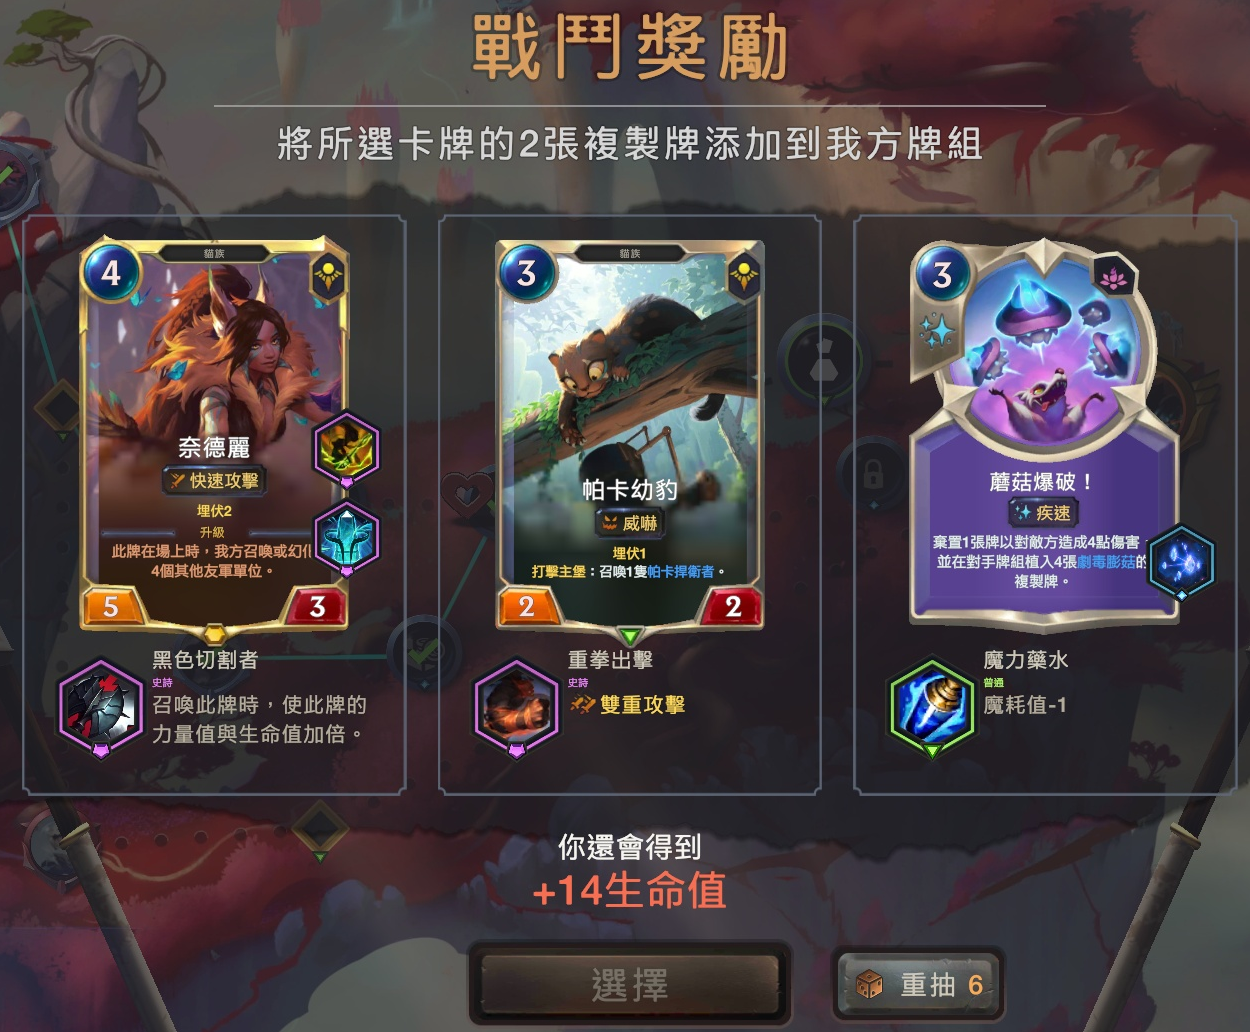 戰鬥獎勵
將所選卡牌的2張複製牌添加到我方牌組
貓族
4
奈德麗
快速攻擊
埋伏2
升級
此牌在場上時，我方召喚或幻化
4個其他友軍單位。
5
3
黑色切割者
史詩
召喚此牌時，使此牌的
力量值與生命值加倍。
貓族
3
帕卡幼豹
威嚇
埋伏1
打擊主堡：召喚1隻帕卡捍衛者。
2
2
重拳出擊
史詩
雙重攻擊
3
蘑菇爆破！
疾速
棄置1張牌以對敵方造成4點傷害，
並在對手牌組植入4張劇毒膨菇的
複製牌。
魔力藥水
普通
魔耗值-1
你還會得到
+14生命值
選擇
重抽 6